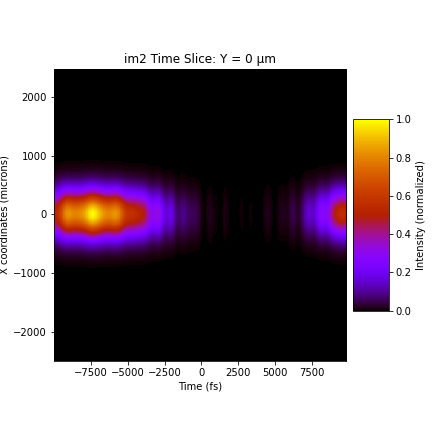 im2 Time Slice: Y = 0 μm
X coordinates (microns)
2000
1000
0
−1000
−2000
−7500 −5000 −2500 0 2500 5000 7500
Time (fs)
1.0
0.8
0.6
0.4
0.2
0.0
Intensity (normalized)